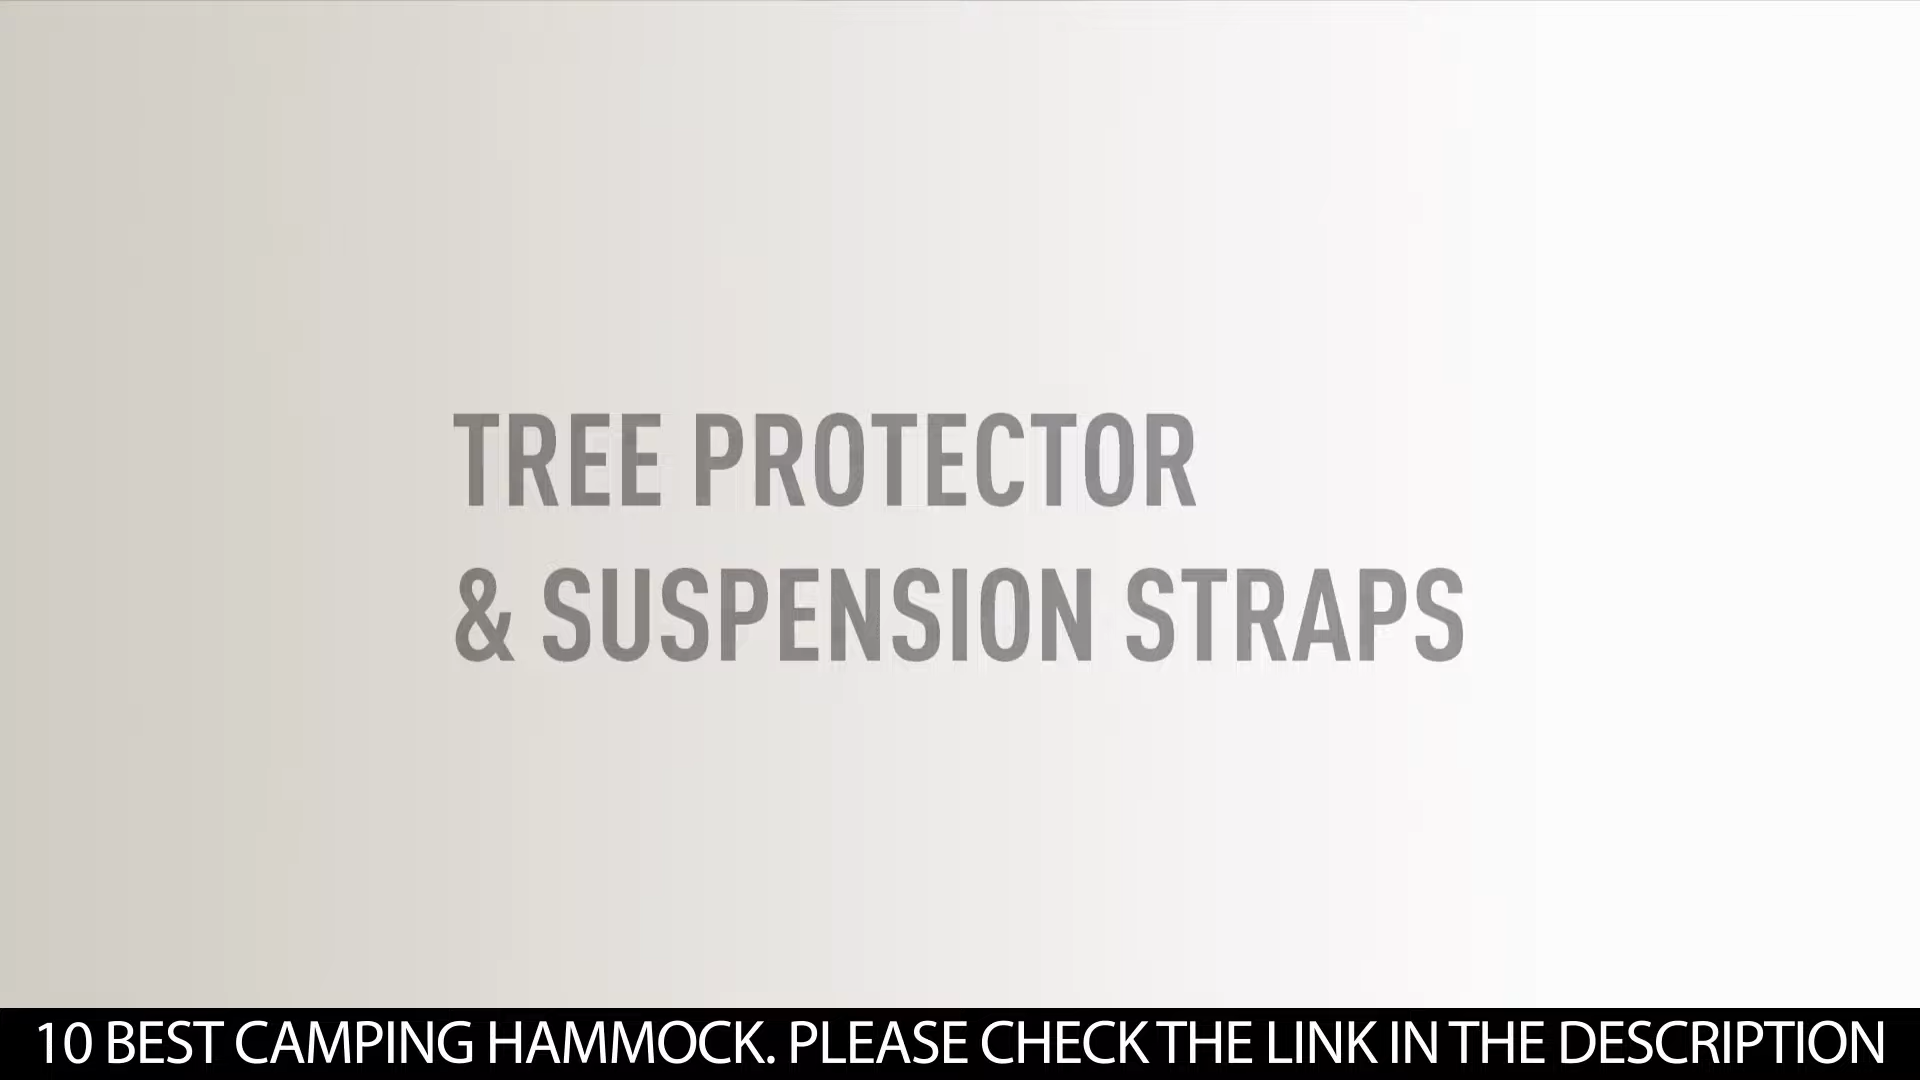 TREE PROTECTOR
& SUSPENSION STRAPS
10 BEST CAMPING HAMMOCK. PLEASE CHECK THE LINK IN THE DESCRIPTION